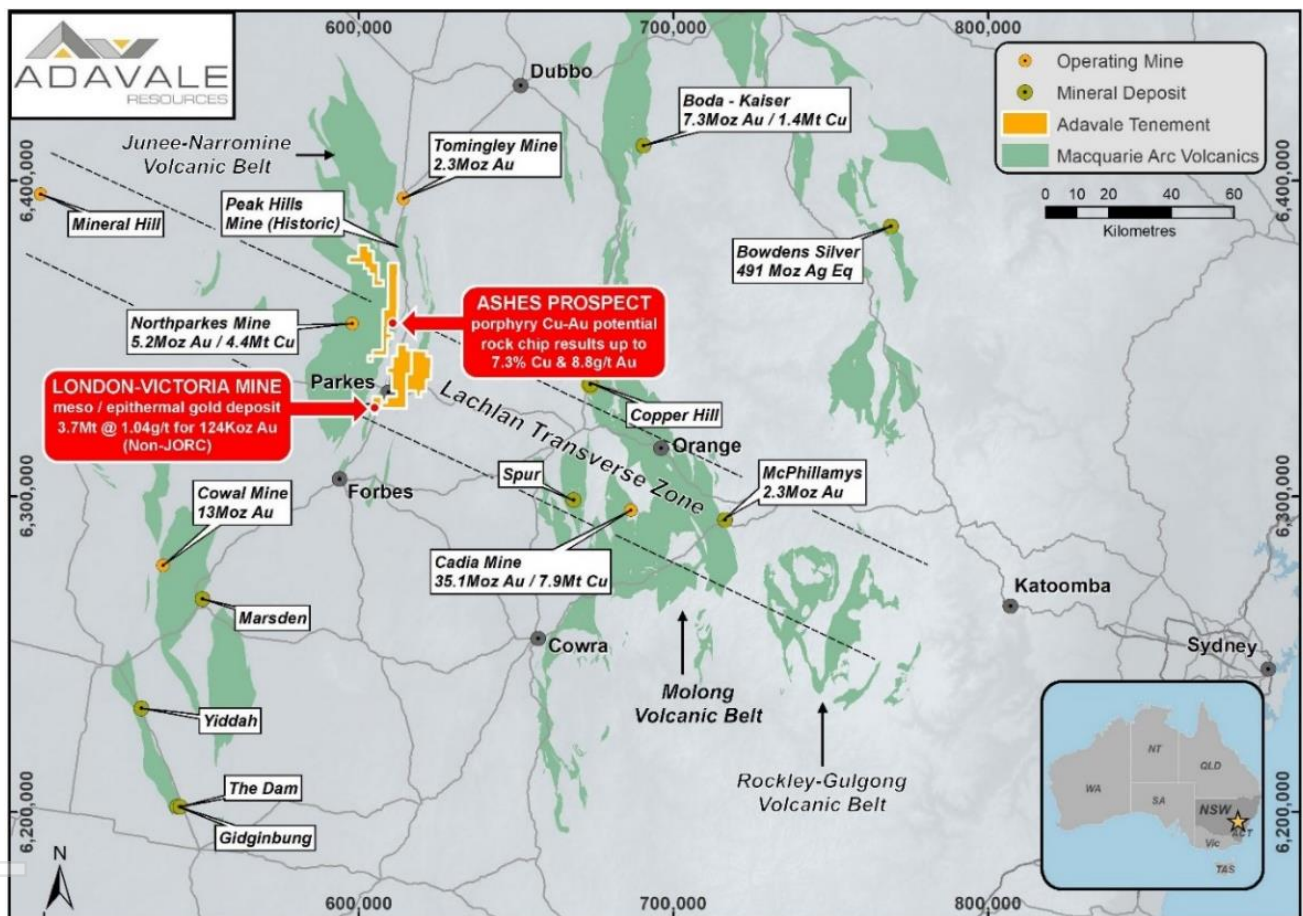 600,000
700,000
800,000
ADAVALE
RESOURCES
Operating Mine
Mineral Deposit
Adavale Tenement
Macquarie Arc Volcanics
0 10 20 40 60
Kilometres
Dubbo
Boda - Kaiser
7.3Moz Au / 1.4Mt Cu
Junee-Narromine
Volcanic Belt
Tomingley Mine
2.3Moz Au
6,400,000
6,400,000
Mineral Hill
Peak Hills
Mine (Historic)
Bowdens Silver
491 Moz Ag Eq
Northparkes Mine
5.2Moz Au / 4.4Mt Cu
ASHES PROSPECT
porphyry Cu-Au potential
rock chip results up to
7.3% Cu & 8.8g/t Au
LONDON-VICTORIA MINE
meso / epithermal gold deposit
3.7Mt @ 1.04g/t for 124Koz Au
(Non-JORC)
Parkes
Lachlan Transverse Zone
Copper Hill
Orange
Forbes
Spur
McPhillamys
2.3Moz Au
Cowal Mine
13Moz Au
6,300,000
6,300,000
Cadia Mine
35.1Moz Au / 7.9Mt Cu
Marsden
Katoomba
Cowra
Sydney
Molong
Volcanic Belt
Yiddah
Rockley-Gulgong
Volcanic Belt
The Dam
Gidginbung
6,200,000
6,200,000
NT
QLD
WA
SA
NSW
ACT
Vic
TAS
N
600,000
700,000
800,000